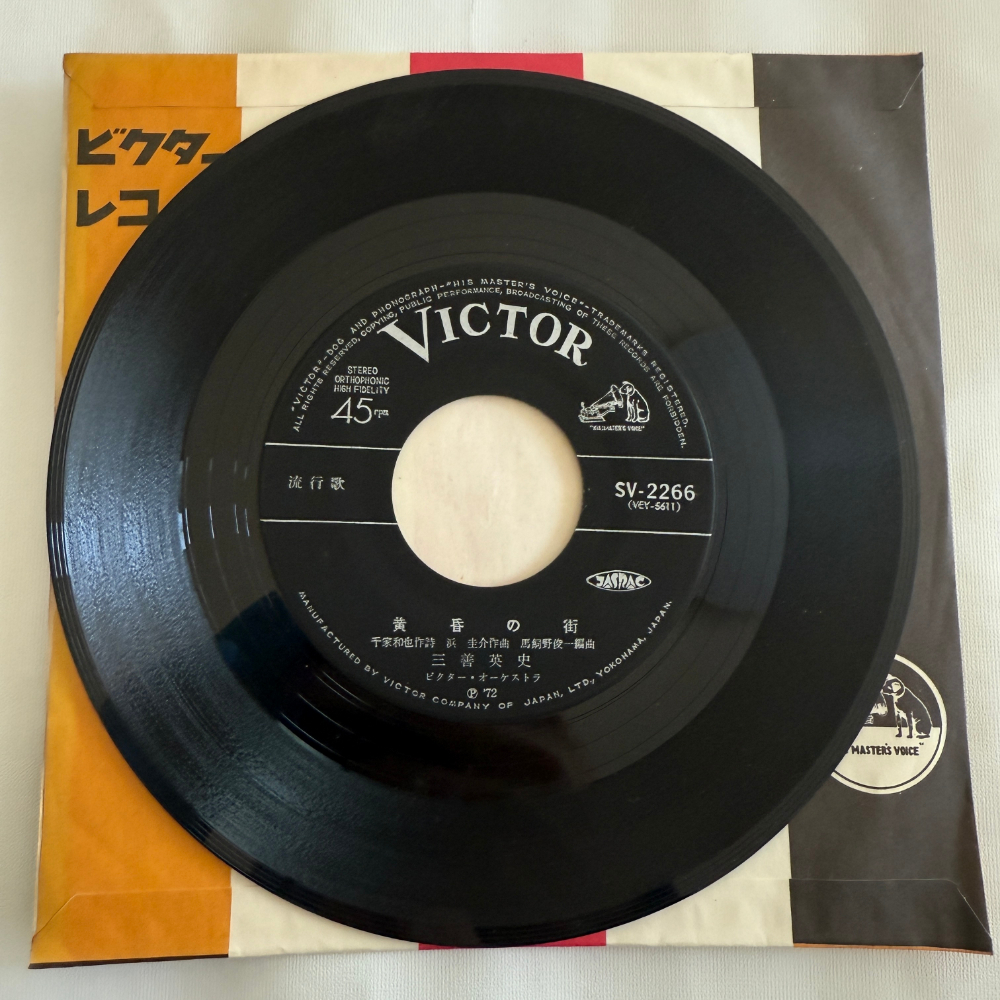 ビクター
レコ
"VICTOR"-DOG AND PHONOGRAPH-"HIS MASTER'S VOICE"-TRADEMARKS REGISTERED.
ALL RIGHTS RESERVED, COPYING, PUBLIC PERFORMANCE, BROADCASTING OF THESE RECORDS ARE FORBIDDEN.
VICTOR
STEREO
ORTHOPHONIC
HIGH FIDELITY
45rpm
"HIS MASTER'S VOICE"
流行歌
SV-2266
(VEY-5611)
JASRAC
黄昏の街
千家和也作詩 浜 圭介作曲 馬飼野俊一編曲
三善英史
ビクター・オーケストラ
Ⓟ '72
MANUFACTURED BY VICTOR COMPANY OF JAPAN, LTD, YOKOHAMA, JAPAN.
MASTER'S VOICE"